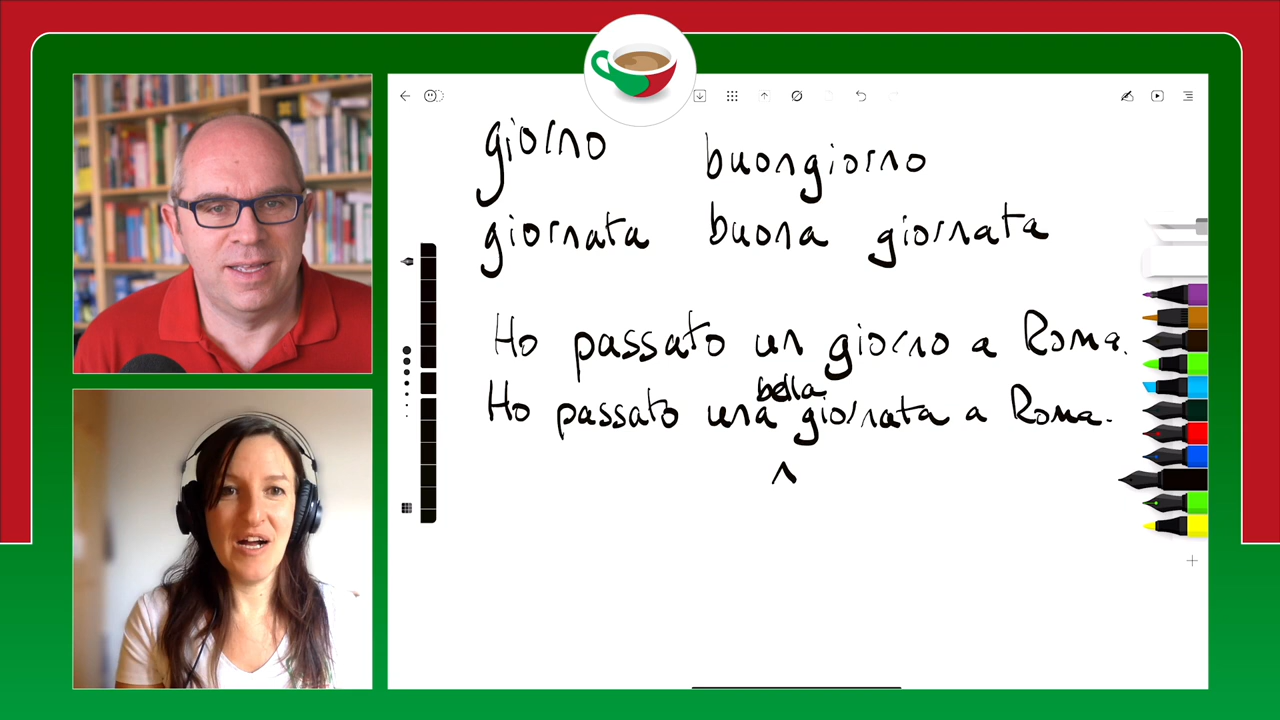 giorno buongiorno
giornata buona giornata
Ho passato un giorno a Roma.
bella
Ho passato una giornata a Roma.
^